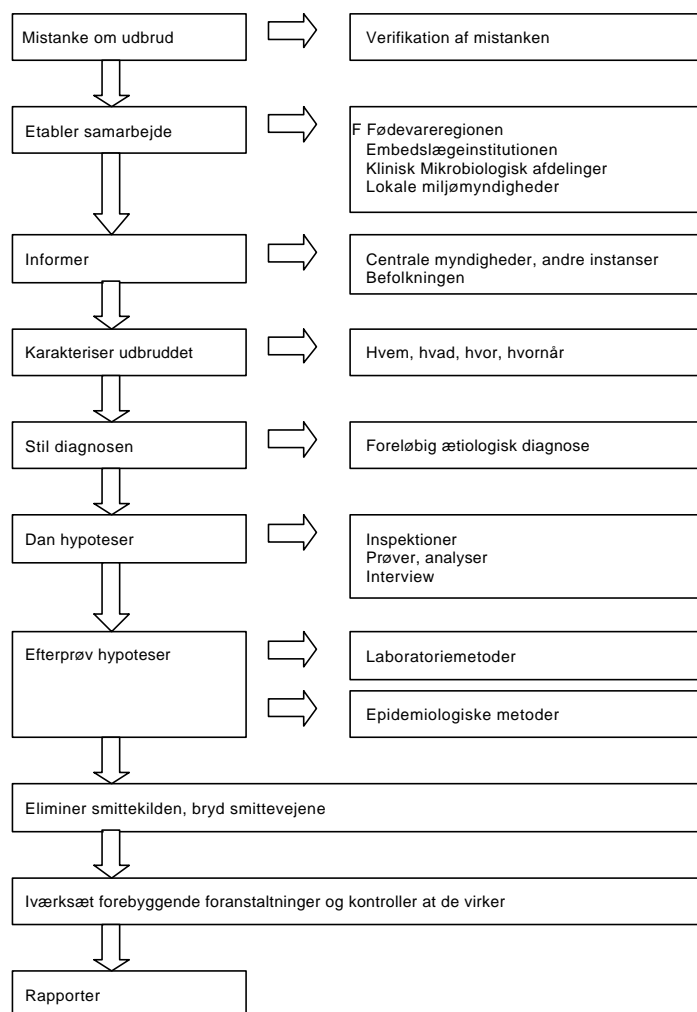 Mistanke om udbrud
Verifikation af mistanken
Etabler samarbejde
F Fødevareregionen
Embedslægeinstitutionen
Klinisk Mikrobiologisk afdelinger
Lokale miljømyndigheder
Informer
Centrale myndigheder, andre instanser
Befolkningen
Karakteriser udbruddet
Hvem, hvad, hvor, hvornår
Stil diagnosen
Foreløbig ætiologisk diagnose
Dan hypoteser
Inspektioner
Prøver, analyser
Interview
Efterprøv hypoteser
Laboratoriemetoder
Epidemiologiske metoder
Eliminer smittekilden, bryd smittevejene
Iværksæt forebyggende foranstaltninger og kontroller at de virker
Rapporter